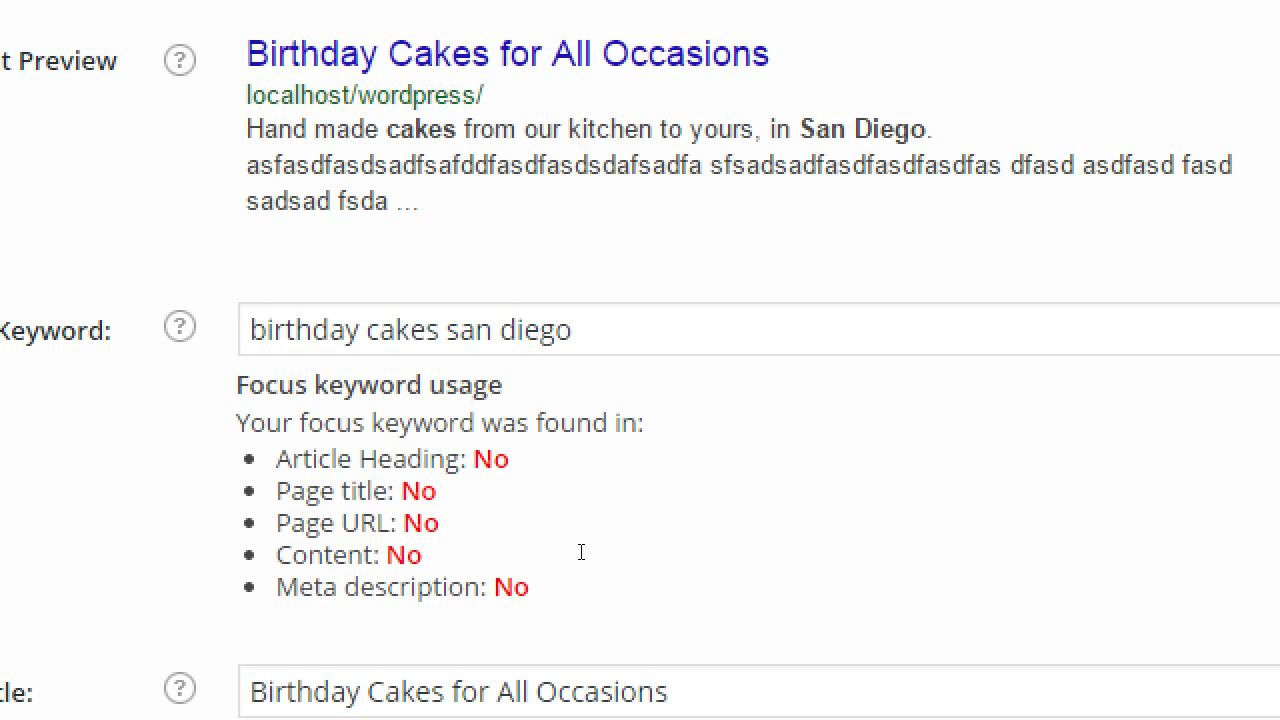 t Preview
Birthday Cakes for All Occasions
localhost/wordpress/
Hand made cakes from our kitchen to yours, in San Diego.
asfasdfasdsadfsafddfasdfasdsdafsadfa sfsadsadfasdfasdfasdfas dfasd asdfasd fasd
sadsad fsda ...
Keyword:
birthday cakes san diego
Focus keyword usage
Your focus keyword was found in:
• Article Heading: No
• Page title: No
• Page URL: No
• Content: No
• Meta description: No
tle:
Birthday Cakes for All Occasions